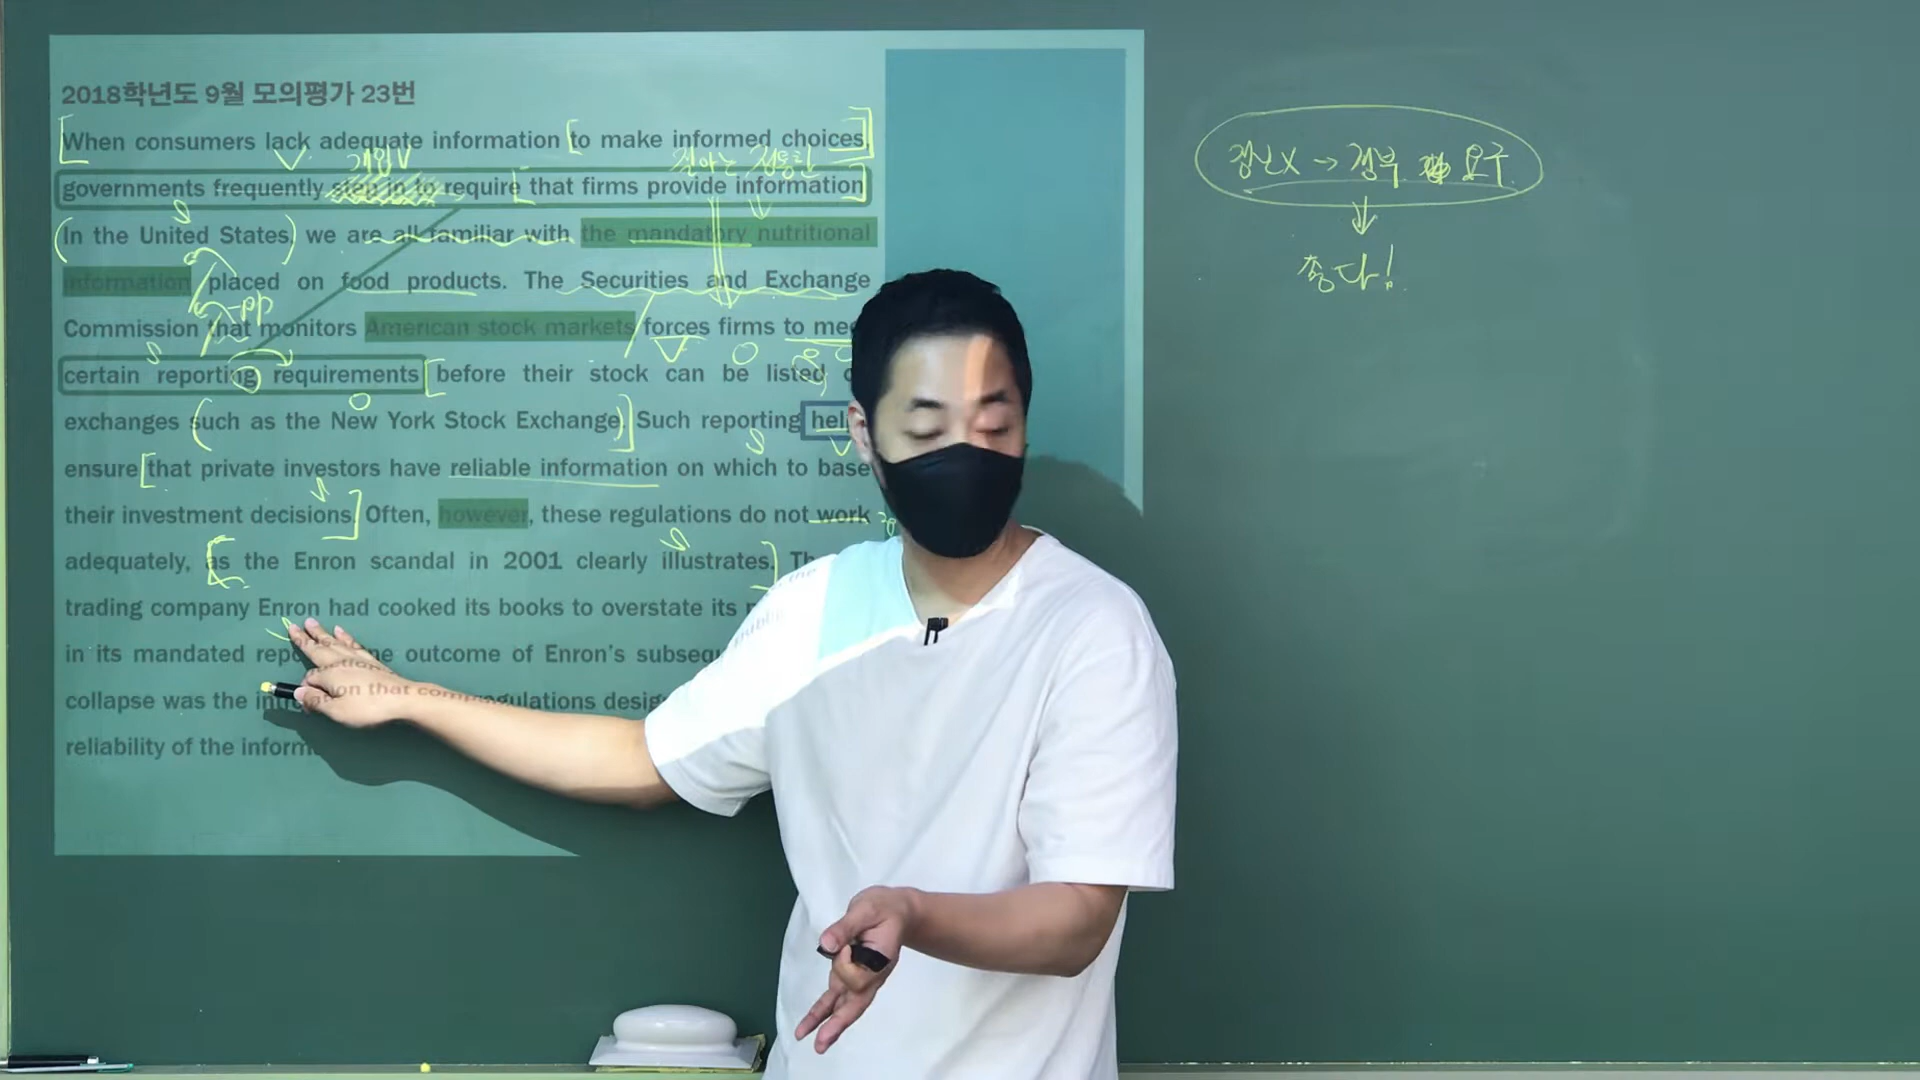 2018학년도 9월 모의평가 23번
When consumers lack adequate information to make informed choices,
개입
governments frequently step in to require that firms provide information.
In the United States, we are all familiar with the mandatory nutritional
information placed on food products. The Securities and Exchange
-pp
Commission that monitors American stock markets forces firms to mee
certain reporting requirements before their stock can be listed o
exchanges such as the New York Stock Exchange. Such reporting hel
ensure that private investors have reliable information on which to base
their investment decisions. Often, however, these regulations do not work
adequately, as the Enron scandal in 2001 clearly illustrates. Th
trading company Enron had cooked its books to overstate its
in its mandated outcome of Enron's subsequ
collapse was the regulations desig
reliability of the inform
정보X → 정부 요구
좋다!